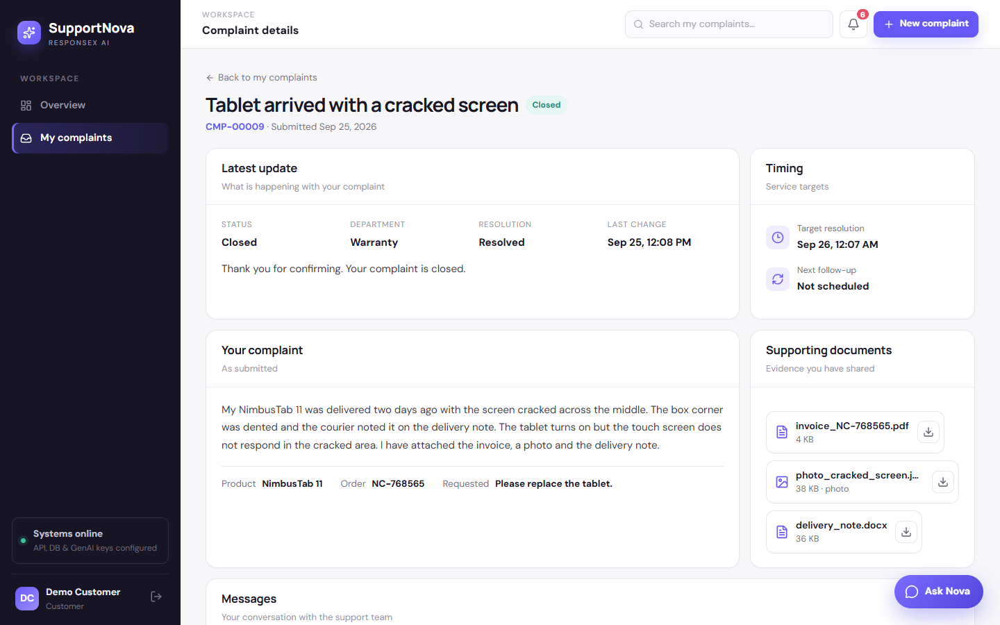 SupportNova
RESPONSEX AI
WORKSPACE
Overview
My complaints
Systems online
API, DB & GenAI keys configured
DC
Demo Customer
Customer
WORKSPACE
Complaint details
Search my complaints...
6
New complaint
Back to my complaints
Tablet arrived with a cracked screen
Closed
CMP-00009 · Submitted Sep 25, 2026
Latest update
What is happening with your complaint
STATUS
Closed
DEPARTMENT
Warranty
RESOLUTION
Resolved
LAST CHANGE
Sep 25, 12:08 PM
Thank you for confirming. Your complaint is closed.
Timing
Service targets
Target resolution
Sep 26, 12:07 AM
Next follow-up
Not scheduled
Your complaint
As submitted
My NimbusTab 11 was delivered two days ago with the screen cracked across the middle. The box corner
was dented and the courier noted it on the delivery note. The tablet turns on but the touch screen does
not respond in the cracked area. I have attached the invoice, a photo and the delivery note.
Product NimbusTab 11 Order NC-768565 Requested Please replace the tablet.
Supporting documents
Evidence you have shared
invoice_NC-768565.pdf
4 KB
photo_cracked_screen.j...
38 KB · photo
delivery_note.docx
36 KB
Messages
Your conversation with the support team
Ask Nova